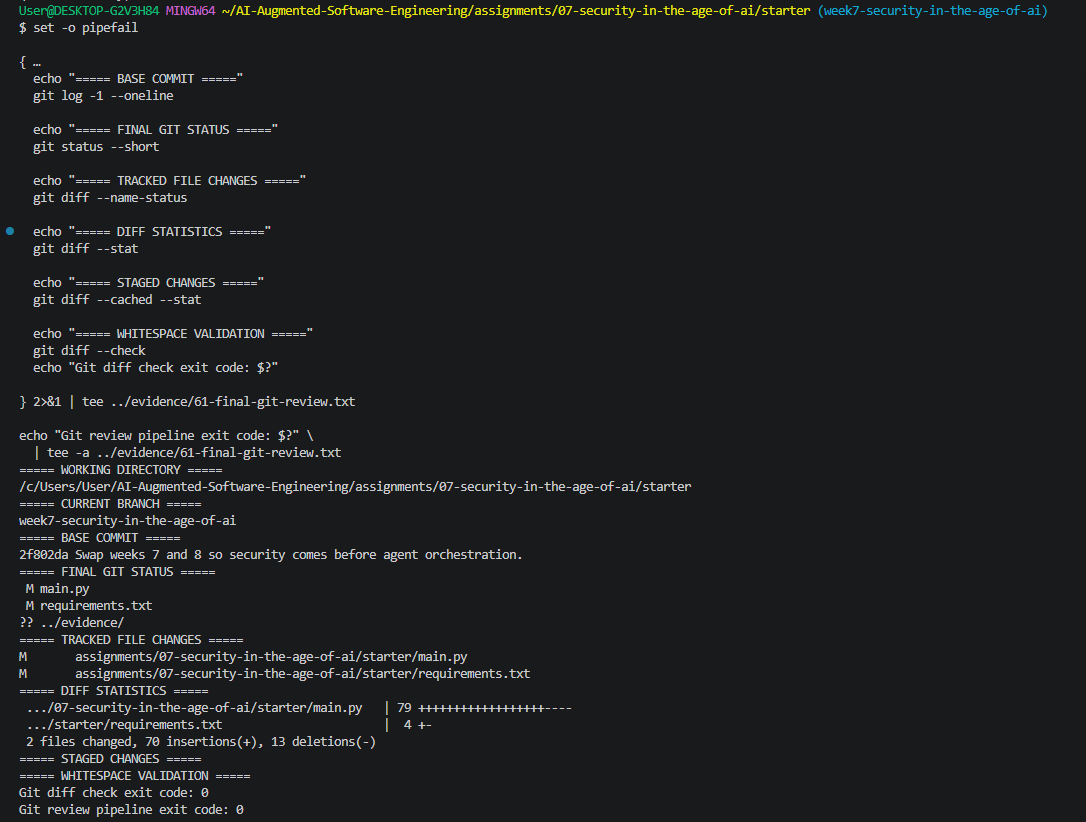 User@DESKTOP-G2V3H84 MINGW64 ~/AI-Augmented-Software-Engineering/assignments/07-security-in-the-age-of-ai/starter (week7-security-in-the-age-of-ai)
$ set -o pipefail
{ …
echo "===== BASE COMMIT ====="
git log -1 --oneline
echo "===== FINAL GIT STATUS ====="
git status --short
echo "===== TRACKED FILE CHANGES ====="
git diff --name-status
echo "===== DIFF STATISTICS ====="
git diff --stat
echo "===== STAGED CHANGES ====="
git diff --cached --stat
echo "===== WHITESPACE VALIDATION ====="
git diff --check
echo "Git diff check exit code: $?"
} 2>&1 | tee ../evidence/61-final-git-review.txt
echo "Git review pipeline exit code: $?" \
| tee -a ../evidence/61-final-git-review.txt
===== WORKING DIRECTORY =====
/c/Users/User/AI-Augmented-Software-Engineering/assignments/07-security-in-the-age-of-ai/starter
===== CURRENT BRANCH =====
week7-security-in-the-age-of-ai
===== BASE COMMIT =====
2f802da Swap weeks 7 and 8 so security comes before agent orchestration.
===== FINAL GIT STATUS =====
M main.py
M requirements.txt
?? ../evidence/
===== TRACKED FILE CHANGES =====
M       assignments/07-security-in-the-age-of-ai/starter/main.py
M       assignments/07-security-in-the-age-of-ai/starter/requirements.txt
===== DIFF STATISTICS =====
.../07-security-in-the-age-of-ai/starter/main.py   | 79 ++++++++++++++++++----
.../starter/requirements.txt                       |  4 +-
2 files changed, 70 insertions(+), 13 deletions(-)
===== STAGED CHANGES =====
===== WHITESPACE VALIDATION =====
Git diff check exit code: 0
Git review pipeline exit code: 0